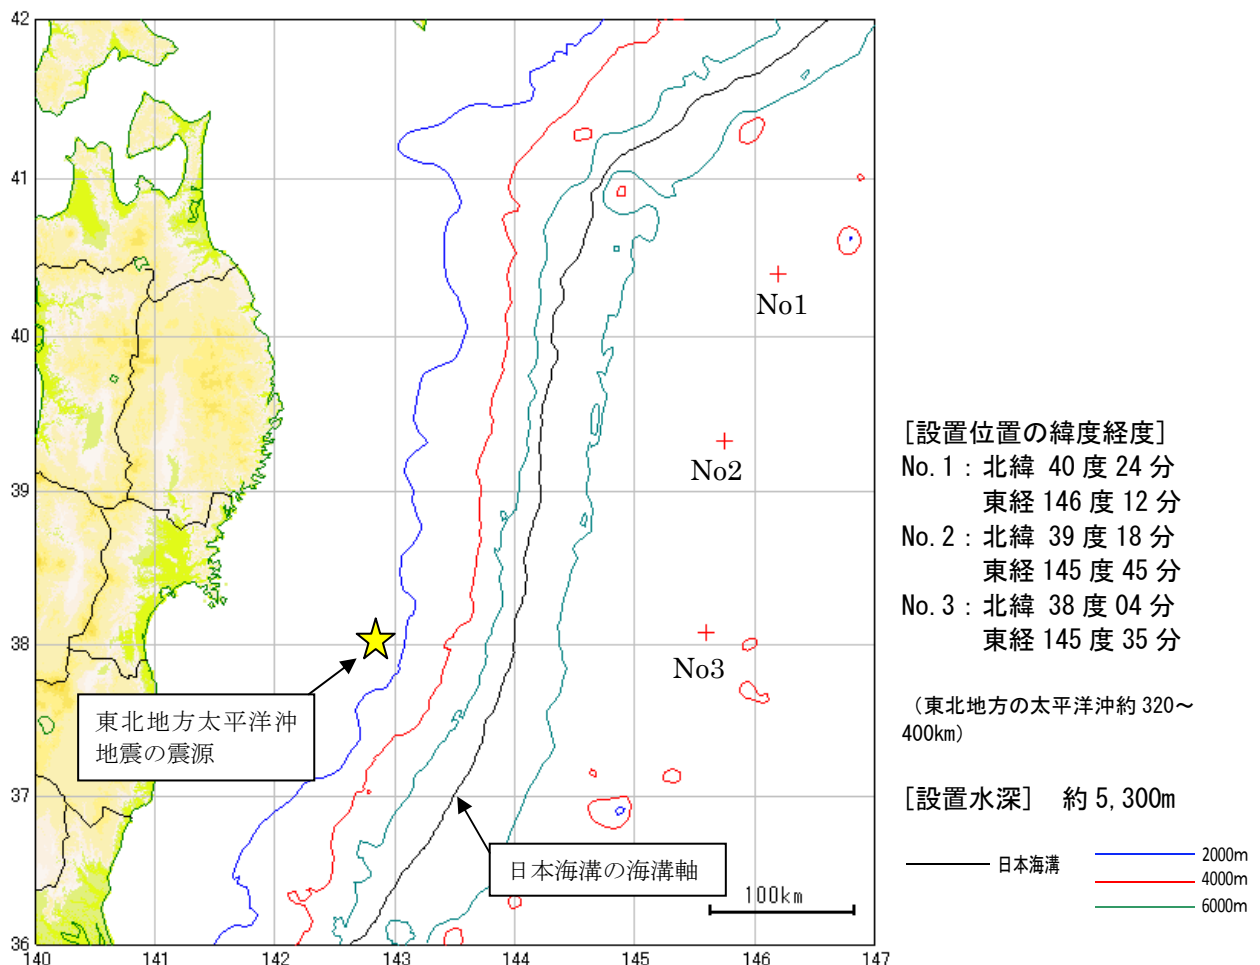 42
41
40
39
38
37
36
140
141
142
143
144
145
146
147
No1
No2
No3
東北地方太平洋沖
地震の震源
日本海溝の海溝軸
100km
[設置位置の緯度経度]
No.1：北緯 40 度 24 分
東経 146 度 12 分
No.2：北緯 39 度 18 分
東経 145 度 45 分
No.3：北緯 38 度 04 分
東経 145 度 35 分
（東北地方の太平洋沖約 320～
400km）
[設置水深] 約 5,300m
日本海溝
2000m
4000m
6000m